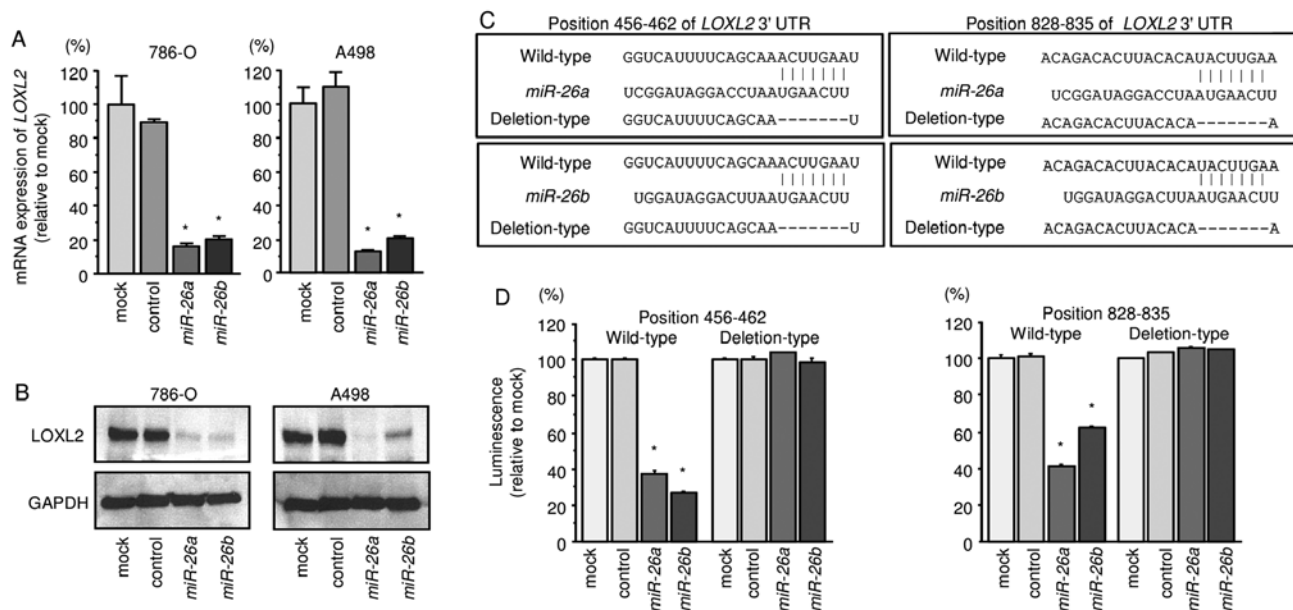 A
(%)
786-O
(%)
A498
mRNA expression of LOXL2
(relative to mock)
120
100
80
60
40
20
0
120
100
80
60
40
20
0
*
*
*
*
mock
control
miR-26a
miR-26b
mock
control
miR-26a
miR-26b
B
786-O
A498
LOXL2
GAPDH
mock
control
miR-26a
miR-26b
mock
control
miR-26a
miR-26b
C
Position 456-462 of LOXL2 3' UTR
Wild-type GGUCAUUUUCAGCAAACUUGAAU
miR-26a UCGGAUAGGACCUAAUGAACUU
Deletion-type GGUCAUUUUCAGCAA-------U
Wild-type GGUCAUUUUCAGCAAACUUGAAU
miR-26b UGGAUAGGACUUAAUGAACUU
Deletion-type GGUCAUUUUCAGCAA-------U
Position 828-835 of LOXL2 3' UTR
Wild-type ACAGACACUUACACAUACUUGAA
miR-26a UCGGAUAGGACCUAAUGAACUU
Deletion-type ACAGACACUUACACA-------A
Wild-type ACAGACACUUACACAUACUUGAA
miR-26b UGGAUAGGACUUAAUGAACUU
Deletion-type ACAGACACUUACACA-------A
D
(%)
Position 456-462
Wild-type Deletion-type
Luminescence
(relative to mock)
120
100
80
60
40
20
0
*
*
mock
control
miR-26a
miR-26b
mock
control
miR-26a
miR-26b
(%)
Position 828-835
Wild-type Deletion-type
120
100
80
60
40
20
0
*
*
mock
control
miR-26a
miR-26b
mock
control
miR-26a
miR-26b